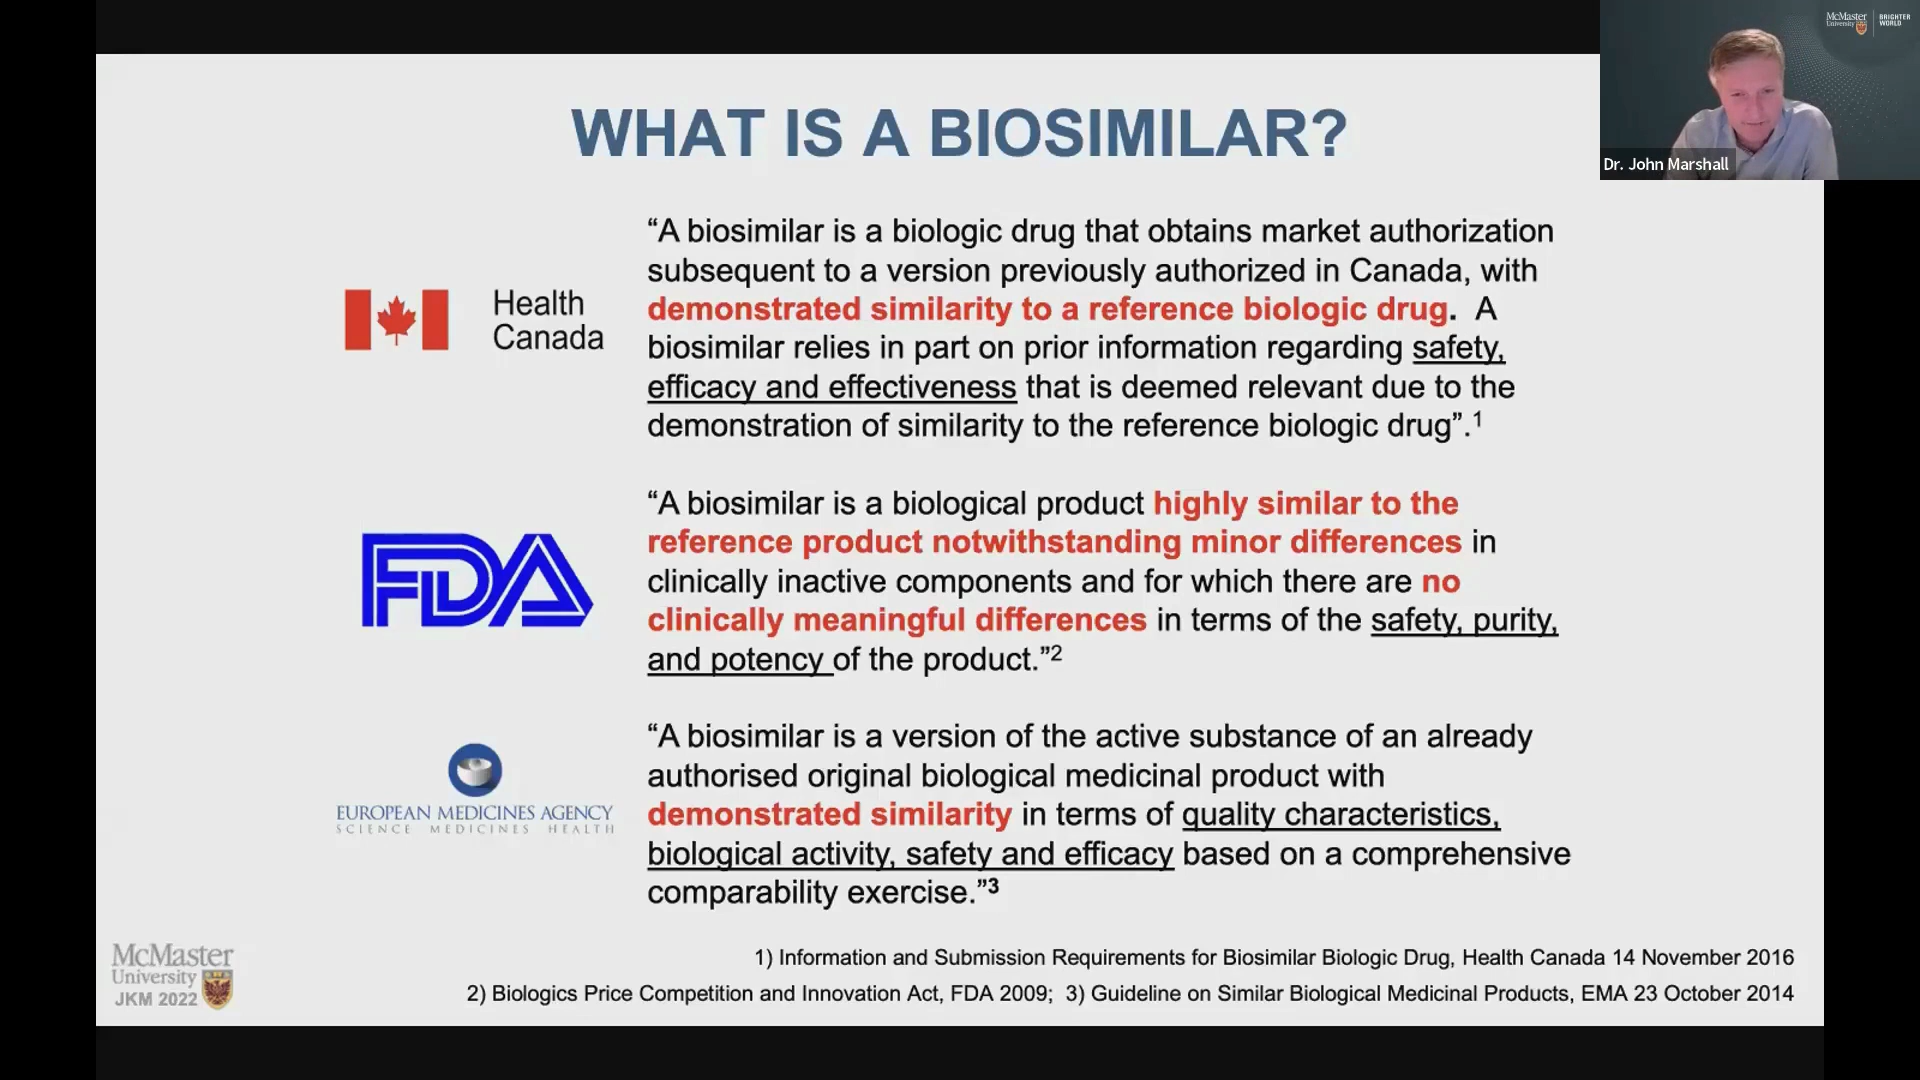 McMaster
University
BRIGHTER
WORLD
Dr. John Marshall
WHAT IS A BIOSIMILAR?
Health
Canada
“A biosimilar is a biologic drug that obtains market authorization
subsequent to a version previously authorized in Canada, with
demonstrated similarity to a reference biologic drug. A
biosimilar relies in part on prior information regarding safety,
efficacy and effectiveness that is deemed relevant due to the
demonstration of similarity to the reference biologic drug”.1
FDA
“A biosimilar is a biological product highly similar to the
reference product notwithstanding minor differences in
clinically inactive components and for which there are no
clinically meaningful differences in terms of the safety, purity,
and potency of the product.”2
EUROPEAN MEDICINES AGENCY
SCIENCE MEDICINES HEALTH
“A biosimilar is a version of the active substance of an already
authorised original biological medicinal product with
demonstrated similarity in terms of quality characteristics,
biological activity, safety and efficacy based on a comprehensive
comparability exercise.”3
McMaster
University
JKM 2022
1) Information and Submission Requirements for Biosimilar Biologic Drug, Health Canada 14 November 2016
2) Biologics Price Competition and Innovation Act, FDA 2009; 3) Guideline on Similar Biological Medicinal Products, EMA 23 October 2014